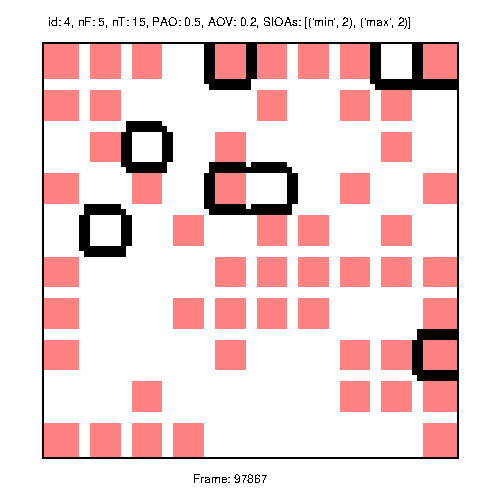 id: 4, nF: 5, nT: 15, PAO: 0.5, AOV: 0.2, SIOAs: [('min', 2), ('max', 2)]
Frame: 97867